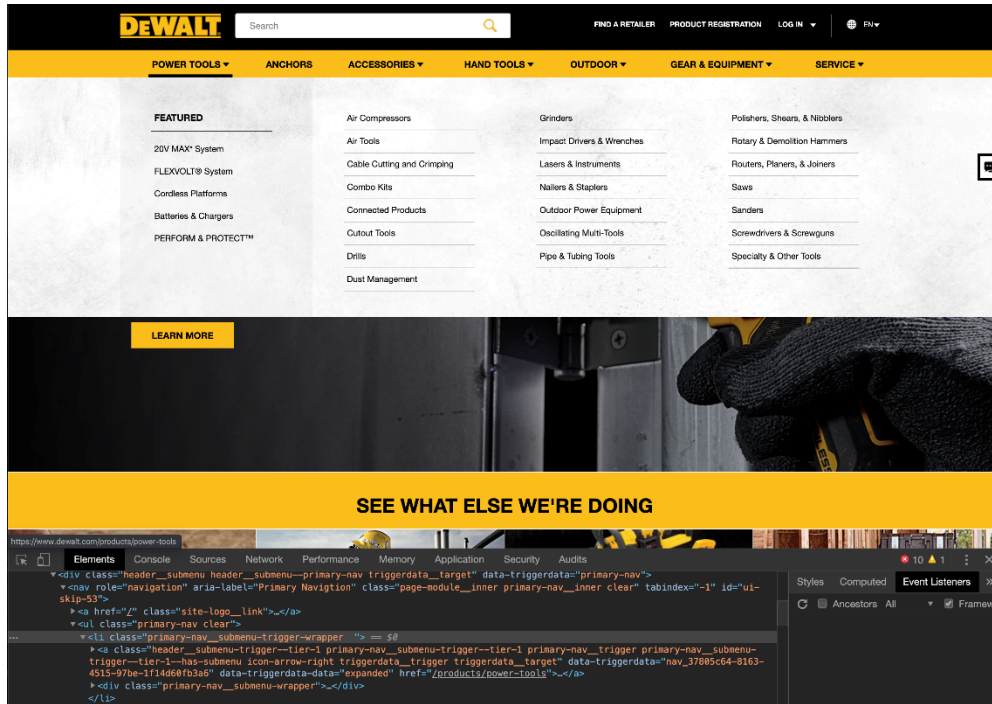 DEWALT
Search
FIND A RETAILER PRODUCT REGISTRATION LOG IN EN
POWER TOOLS ANCHORS ACCESSORIES HAND TOOLS OUTDOOR GEAR & EQUIPMENT SERVICE
FEATURED
20V MAX* System
FLEXVOLT® System
Cordless Platforms
Batteries & Chargers
PERFORM & PROTECT™
Air Compressors
Air Tools
Cable Cutting and Crimping
Combo Kits
Connected Products
Cutout Tools
Drills
Dust Management
Grinders
Impact Drivers & Wrenches
Lasers & Instruments
Nailers & Staplers
Outdoor Power Equipment
Oscillating Multi-Tools
Pipe & Tubing Tools
Polishers, Shears, & Nibblers
Rotary & Demolition Hammers
Routers, Planers, & Joiners
Saws
Sanders
Screwdrivers & Screwguns
Specialty & Other Tools
LEARN MORE
SEE WHAT ELSE WE'RE DOING
https://www.dewalt.com/products/power-tools
Elements Console Sources Network Performance Memory Application Security Audits 10 1
<div class="header__submenu header__submenu--primary-nav triggerdata__target" data-triggerdata="primary-nav">
<nav role="navigation" aria-label="Primary Navigtion" class="page-module__inner primary-nav__inner clear" tabindex="-1" id="ui-
skip-53">
<a href="/" class="site-logo__link">…</a>
<ul class="primary-nav clear">
<li class="primary-nav__submenu-trigger-wrapper  "> == $0
<a class="header__submenu-trigger--tier-1 primary-nav__submenu-trigger--tier-1 primary-nav__trigger primary-nav__submenu-
trigger--tier-1--has-submenu icon-arrow-right triggerdata__trigger triggerdata__target" data-triggerdata="nav_37805c64-8163-
4515-97be-1f14d60fb3a6" data-triggerdata-data="expanded" href="/products/power-tools">…</a>
<div class="primary-nav__submenu-wrapper">…</div>
</li>
Styles Computed Event Listeners
Ancestors All Framew